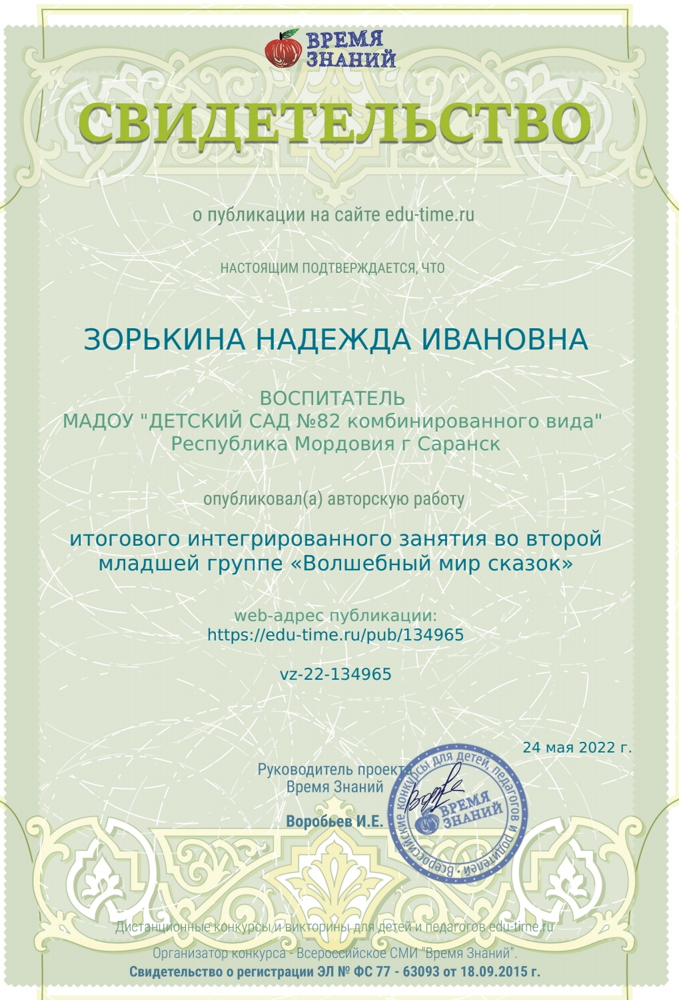 ВРЕМЯ
ЗНАНИЙ
СВИДЕТЕЛЬСТВО
о публикации на сайте edu-time.ru
НАСТОЯЩИМ ПОДТВЕРЖДАЕТСЯ, ЧТО
ЗОРЬКИНА НАДЕЖДА ИВАНОВНА
ВОСПИТАТЕЛЬ
МАДОУ "ДЕТСКИЙ САД №82 комбинированного вида"
Республика Мордовия г Саранск
опубликовал(а) авторскую работу
итогового интегрированного занятия во второй
младшей группе «Волшебный мир сказок»
web-адрес публикации:
https://edu-time.ru/pub/134965
vz-22-134965
24 мая 2022 г.
Руководитель проекта
Время Знаний
Воробьев И.Е.
Всероссийские конкурсы для детей, педагогов и родителей •
ВРЕМЯ
ЗНАНИЙ
Дистанционные конкурсы и викторины для детей и педагогов edu-time.ru
Организатор конкурса - Всероссийское СМИ "Время Знаний".
Свидетельство о регистрации ЭЛ № ФС 77 - 63093 от 18.09.2015 г.